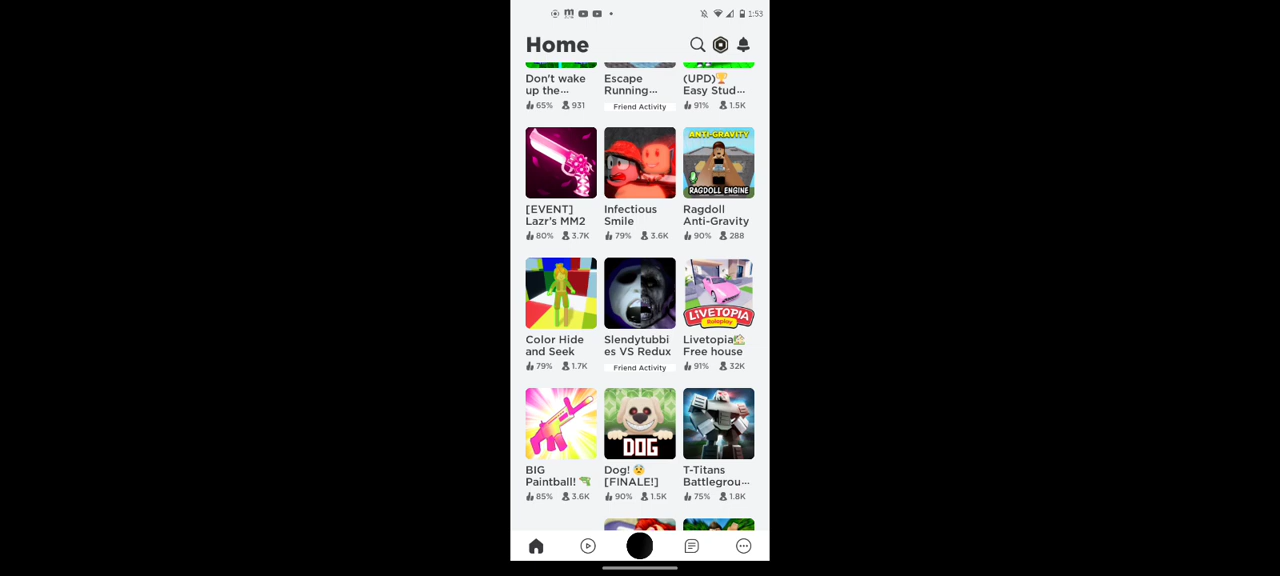 1:53
Home
Don't wake up the...
Escape Running...
(UPD)🏆 Easy Stud...
65% 931
Friend Activity
91% 1.5K
ANTI-GRAVITY
RAGDOLL ENGINE
[EVENT] Lazr's MM2
Infectious Smile
Ragdoll Anti-Gravity
80% 3.7K
79% 3.6K
90% 288
LIVETOPIA
Roleplay
Color Hide and Seek
Slendytubbies VS Redux
Livetopia🏡 Free house
79% 1.7K
Friend Activity
91% 32K
DOG
BIG Paintball! 🔫
Dog! 😰 [FINALE!]
T-Titans Battlegrou...
85% 3.6K
90% 1.5K
75% 1.8K